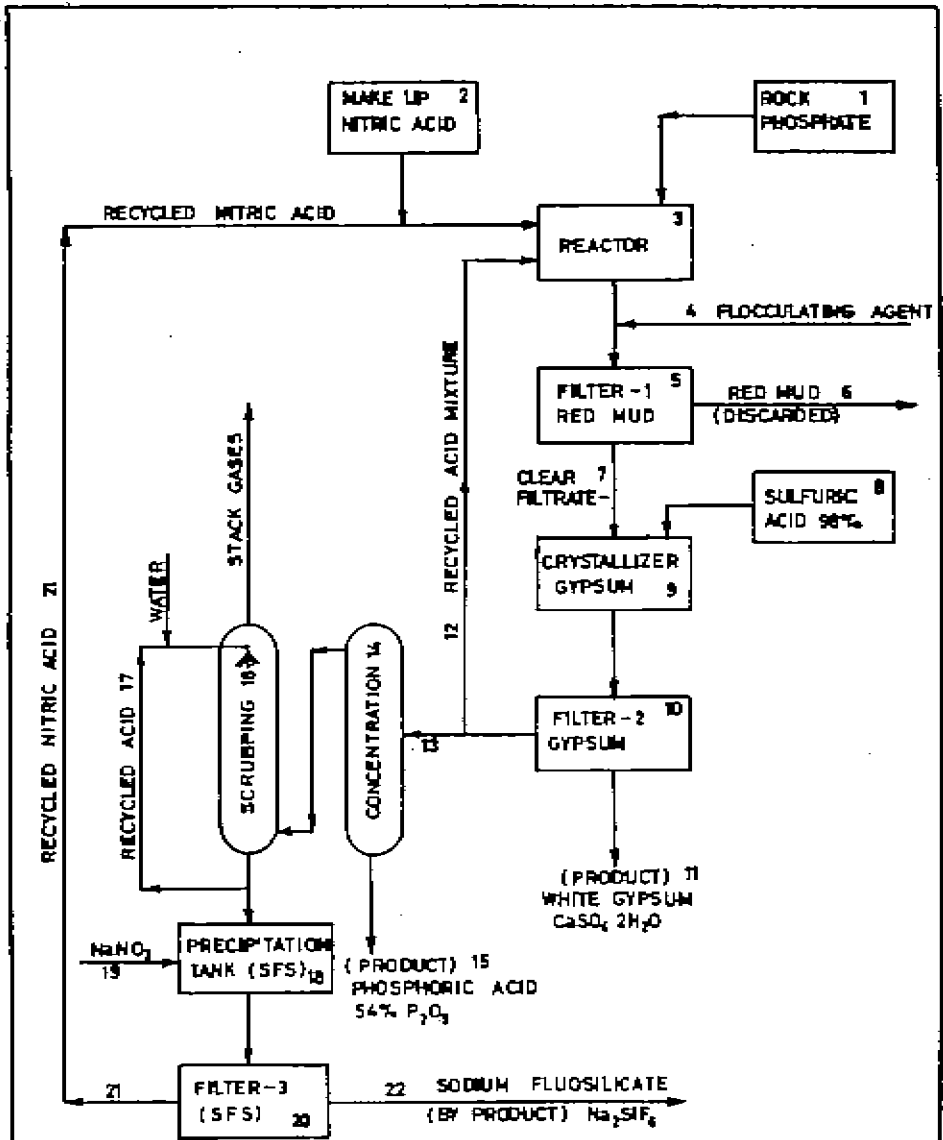 MAKE UP 2
NITRIC ACID
ROCK 1
PHOSPHATE
RECYCLED NITRIC ACID
3
REACTOR
4 FLOCCULATING AGENT
FILTER-1 5
RED MUD
RED MUD 6
(DISCARDED)
CLEAR 7
FILTRATE-
SULFURIC 8
ACID 98%
CRYSTALLIZER
GYPSUM
9
12 RECYCLED ACID MIXTURE
STACK GASES
WATER
RECYCLED NITRIC ACID 21
RECYCLED ACID 17
SCRUBPING 16
CONCENTRATION 14
13
10
FILTER-2
GYPSUM
(PRODUCT) 11
WHITE GYPSUM
CaSO4 2H2O
NaNO3
19
PRECIPITATION
TANK (SFS) 18
(PRODUCT) 15
PHOSPHORIC ACID
54% P2O5
21
FILTER-3
(SFS) 20
22 SODIUM FLUOSILICATE
(BY PRODUCT) Na2SIF6